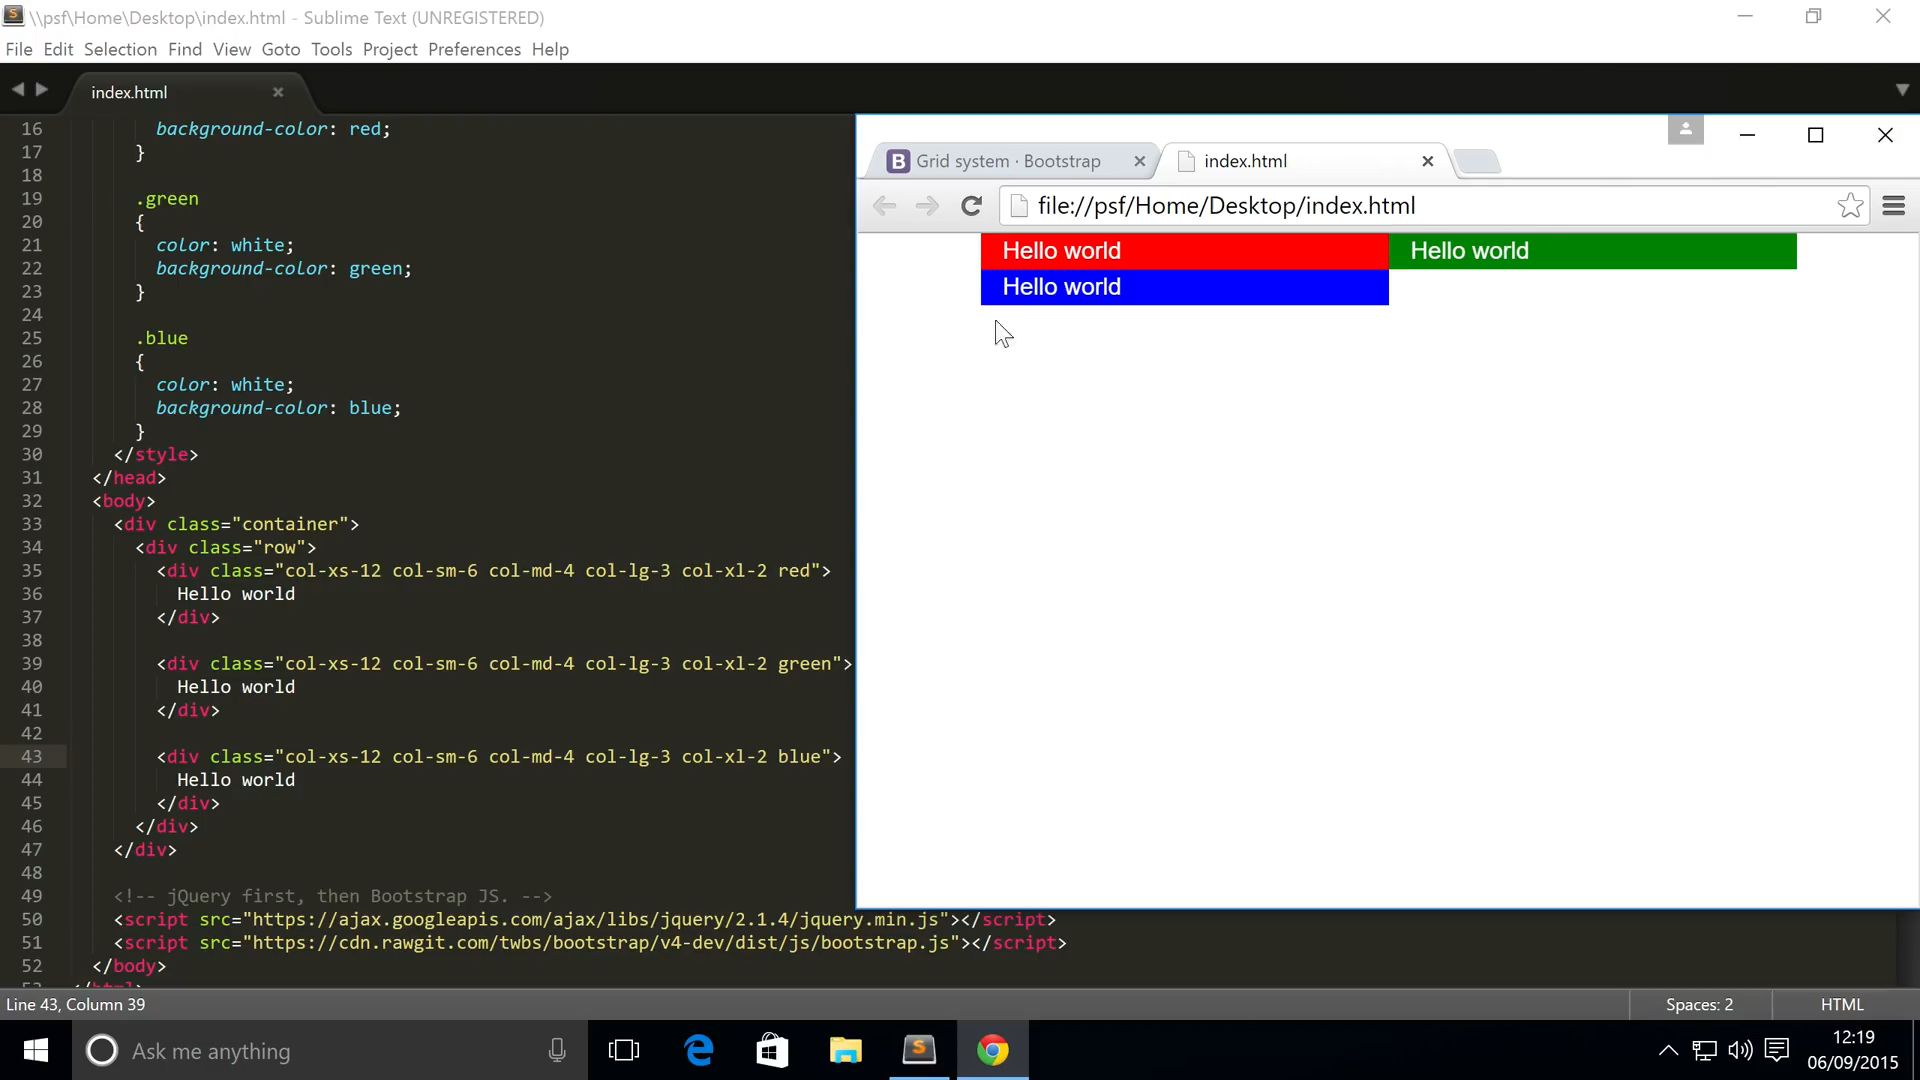 \\psf\Home\Desktop\index.html - Sublime Text (UNREGISTERED)
File Edit Selection Find View Goto Tools Project Preferences Help
index.html
16 background-color: red;
17 }
18
19 .green
20 {
21 color: white;
22 background-color: green;
23 }
24
25 .blue
26 {
27 color: white;
28 background-color: blue;
29 }
30 </style>
31 </head>
32 <body>
33 <div class="container">
34 <div class="row">
35 <div class="col-xs-12 col-sm-6 col-md-4 col-lg-3 col-xl-2 red">
36 Hello world
37 </div>
38
39 <div class="col-xs-12 col-sm-6 col-md-4 col-lg-3 col-xl-2 green">
40 Hello world
41 </div>
42
43 <div class="col-xs-12 col-sm-6 col-md-4 col-lg-3 col-xl-2 blue">
44 Hello world
45 </div>
46 </div>
47 </div>
48
49 <!-- jQuery first, then Bootstrap JS. -->
50 <script src="https://ajax.googleapis.com/ajax/libs/jquery/2.1.4/jquery.min.js"></script>
51 <script src="https://cdn.rawgit.com/twbs/bootstrap/v4-dev/dist/js/bootstrap.js"></script>
52 </body>
B Grid system · Bootstrap
index.html
file://psf/Home/Desktop/index.html
Hello world Hello world
Hello world
Line 43, Column 39 Spaces: 2 HTML
Ask me anything
12:19
06/09/2015